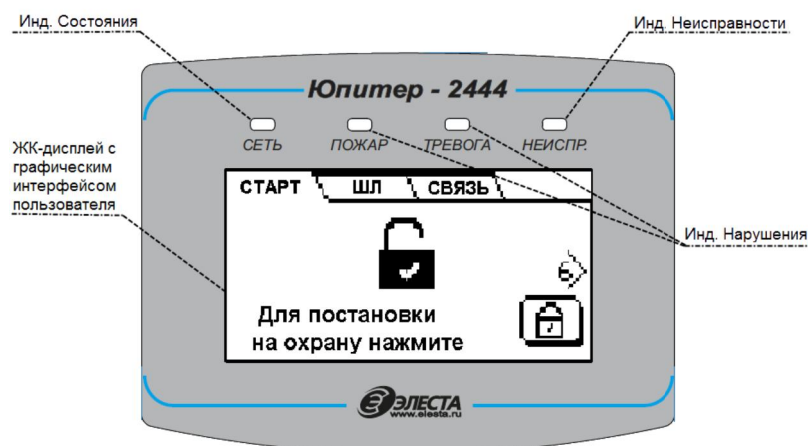 Инд. Состояния
Инд. Неисправности
Юпитер - 2444
СЕТЬ ПОЖАР ТРЕВОГА НЕИСПР.
ЖК-дисплей с
графическим
интерфейсом
пользователя
СТАРТ ШЛ СВЯЗЬ
Инд. Нарушения
Для постановки
на охрану нажмите
ЭЛЕСТА
www.elesta.ru